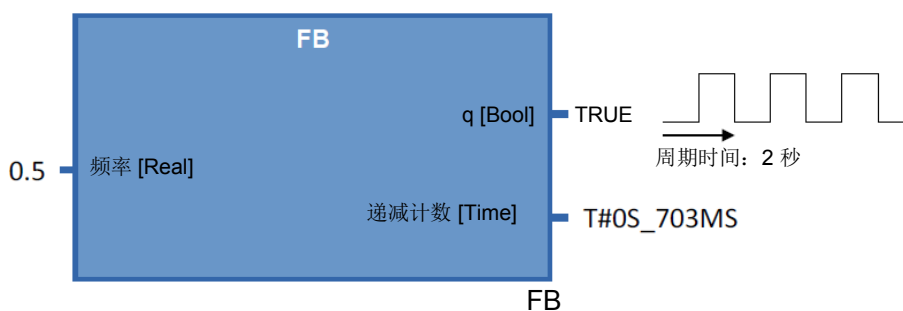 FB
q [Bool]
TRUE
周期时间：2 秒
0.5
频率 [Real]
递减计数 [Time]
T#0S_703MS
FB